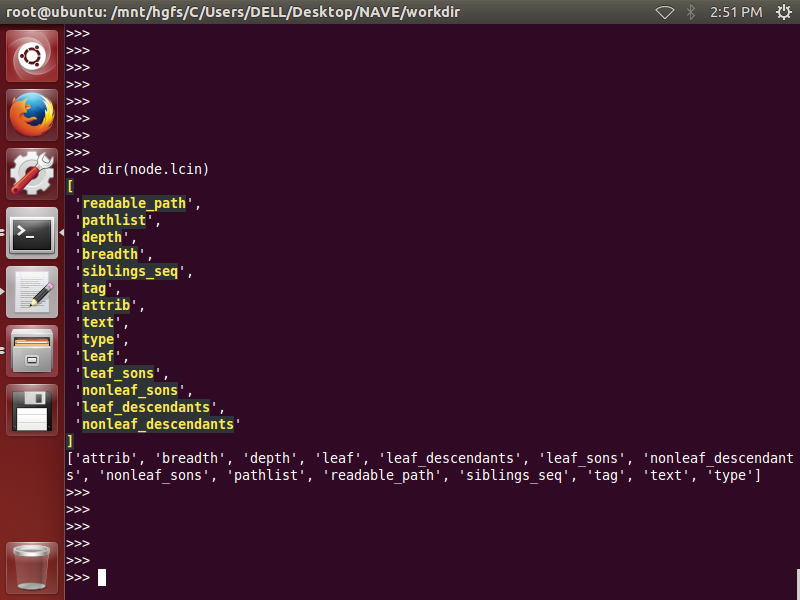 root@ubuntu: /mnt/hgfs/C/Users/DELL/Desktop/NAVE/workdir 2:51 PM
>>>
>>>
>>>
>>>
>>>
>>>
>>>
>>>
>>> dir(node.lcin)
[
'readable_path',
'pathlist',
'depth',
'breadth',
'siblings_seq',
'tag',
'attrib',
'text',
'type',
'leaf',
'leaf_sons',
'nonleaf_sons',
'leaf_descendants',
'nonleaf_descendants'
]
['attrib', 'breadth', 'depth', 'leaf', 'leaf_descendants', 'leaf_sons', 'nonleaf_descendant
s', 'nonleaf_sons', 'pathlist', 'readable_path', 'siblings_seq', 'tag', 'text', 'type']
>>>
>>>
>>>
>>>
>>>
>>>